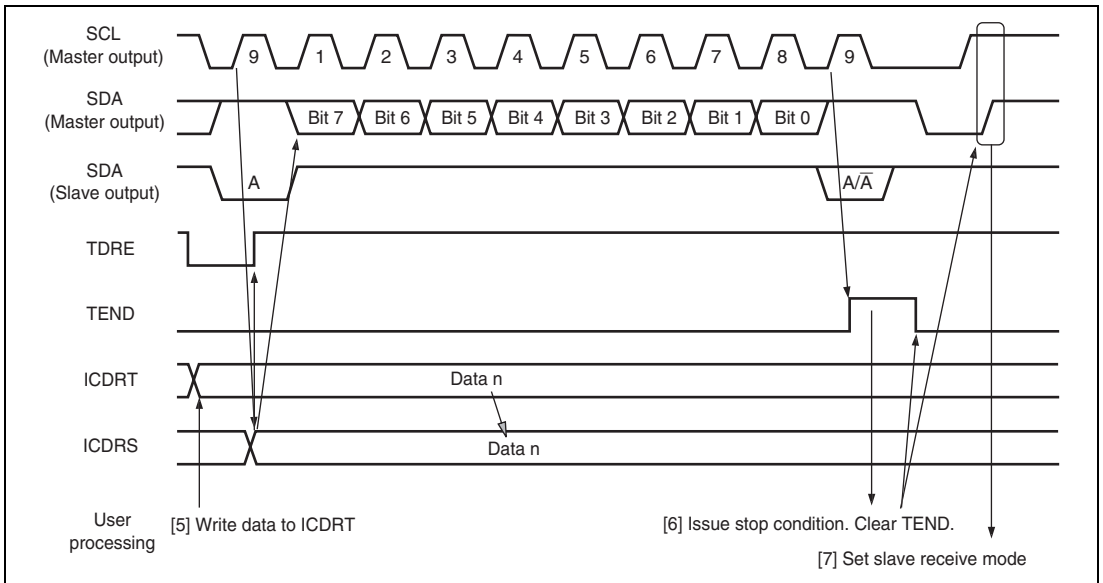 SCL
(Master output)
9 1 2 3 4 5 6 7 8 9
SDA
(Master output)
Bit 7 Bit 6 Bit 5 Bit 4 Bit 3 Bit 2 Bit 1 Bit 0
SDA
(Slave output)
A A/A̅
TDRE
TEND
ICDRT
Data n
ICDRS
Data n
User
processing
[5] Write data to ICDRT
[6] Issue stop condition. Clear TEND.
[7] Set slave receive mode